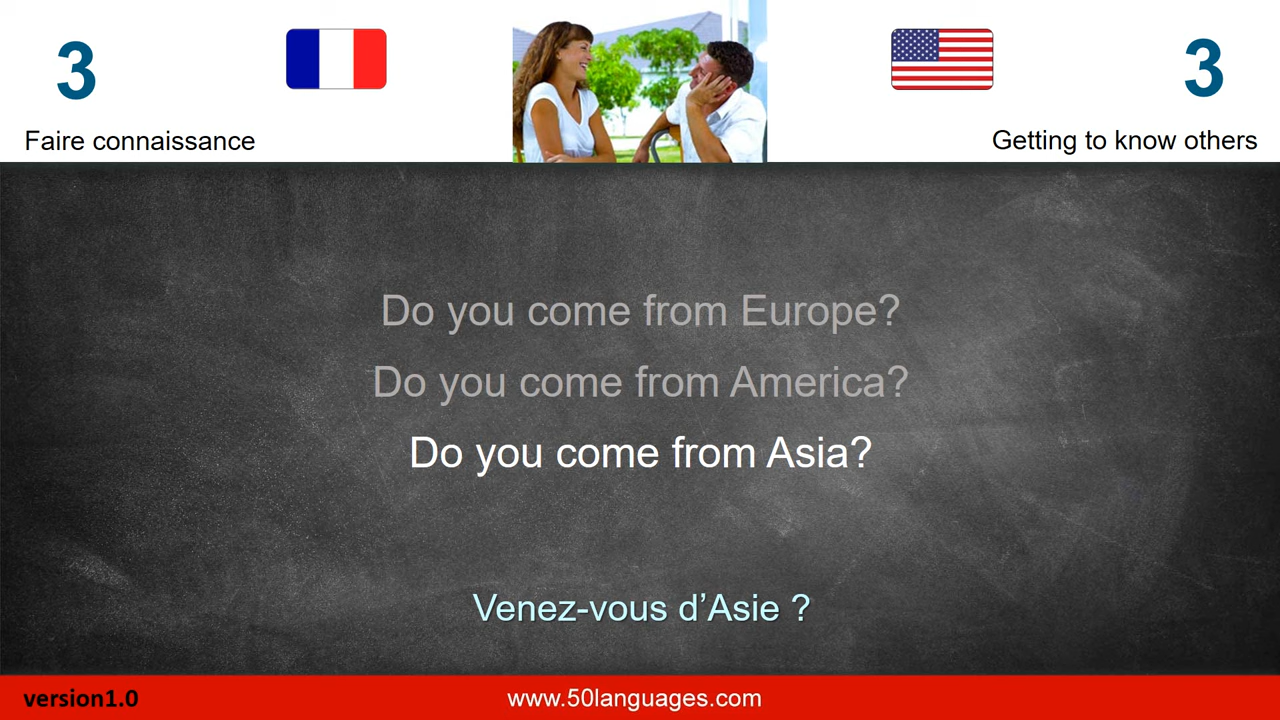 3
3
Faire connaissance
Getting to know others
Do you come from Europe?
Do you come from America?
Do you come from Asia?
Venez-vous d’Asie ?
version1.0
www.50languages.com